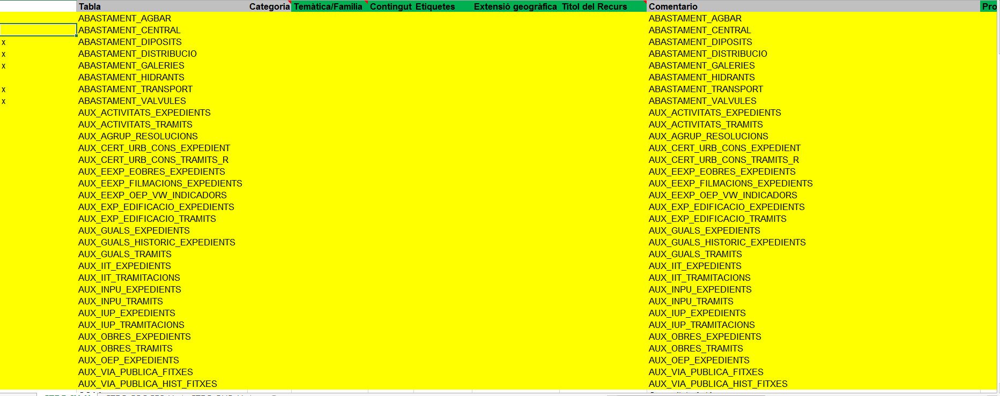 Tabla Categoria Temàtica/Familia Contingut Etiquetes Extensió geogràfica Títol del Recurs Comentario Pro
ABASTAMENT_AGBAR ABASTAMENT_AGBAR
ABASTAMENT_CENTRAL ABASTAMENT_CENTRAL
x ABASTAMENT_DIPOSITS ABASTAMENT_DIPOSITS
x ABASTAMENT_DISTRIBUCIO ABASTAMENT_DISTRIBUCIO
x ABASTAMENT_GALERIES ABASTAMENT_GALERIES
ABASTAMENT_HIDRANTS ABASTAMENT_HIDRANTS
x ABASTAMENT_TRANSPORT ABASTAMENT_TRANSPORT
x ABASTAMENT_VALVULES ABASTAMENT_VALVULES
AUX_ACTIVITATS_EXPEDIENTS AUX_ACTIVITATS_EXPEDIENTS
AUX_ACTIVITATS_TRAMITS AUX_ACTIVITATS_TRAMITS
AUX_AGRUP_RESOLUCIONS AUX_AGRUP_RESOLUCIONS
AUX_CERT_URB_CONS_EXPEDIENT AUX_CERT_URB_CONS_EXPEDIENT
AUX_CERT_URB_CONS_TRAMITS_R AUX_CERT_URB_CONS_TRAMITS_R
AUX_EEXP_EOBRES_EXPEDIENTS AUX_EEXP_EOBRES_EXPEDIENTS
AUX_EEXP_FILMACIONS_EXPEDIENTS AUX_EEXP_FILMACIONS_EXPEDIENTS
AUX_EEXP_OEP_VW_INDICADORS AUX_EEXP_OEP_VW_INDICADORS
AUX_EXP_EDIFICACIO_EXPEDIENTS AUX_EXP_EDIFICACIO_EXPEDIENTS
AUX_EXP_EDIFICACIO_TRAMITS AUX_EXP_EDIFICACIO_TRAMITS
AUX_GUALS_EXPEDIENTS AUX_GUALS_EXPEDIENTS
AUX_GUALS_HISTORIC_EXPEDIENTS AUX_GUALS_HISTORIC_EXPEDIENTS
AUX_GUALS_TRAMITS AUX_GUALS_TRAMITS
AUX_IIT_EXPEDIENTS AUX_IIT_EXPEDIENTS
AUX_IIT_TRAMITACIONS AUX_IIT_TRAMITACIONS
AUX_INPU_EXPEDIENTS AUX_INPU_EXPEDIENTS
AUX_INPU_TRAMITS AUX_INPU_TRAMITS
AUX_IUP_EXPEDIENTS AUX_IUP_EXPEDIENTS
AUX_IUP_TRAMITACIONS AUX_IUP_TRAMITACIONS
AUX_OBRES_EXPEDIENTS AUX_OBRES_EXPEDIENTS
AUX_OBRES_TRAMITS AUX_OBRES_TRAMITS
AUX_OEP_EXPEDIENTS AUX_OEP_EXPEDIENTS
AUX_VIA_PUBLICA_FITXES AUX_VIA_PUBLICA_FITXES
AUX_VIA_PUBLICA_HIST_FITXES AUX_VIA_PUBLICA_HIST_FITXES